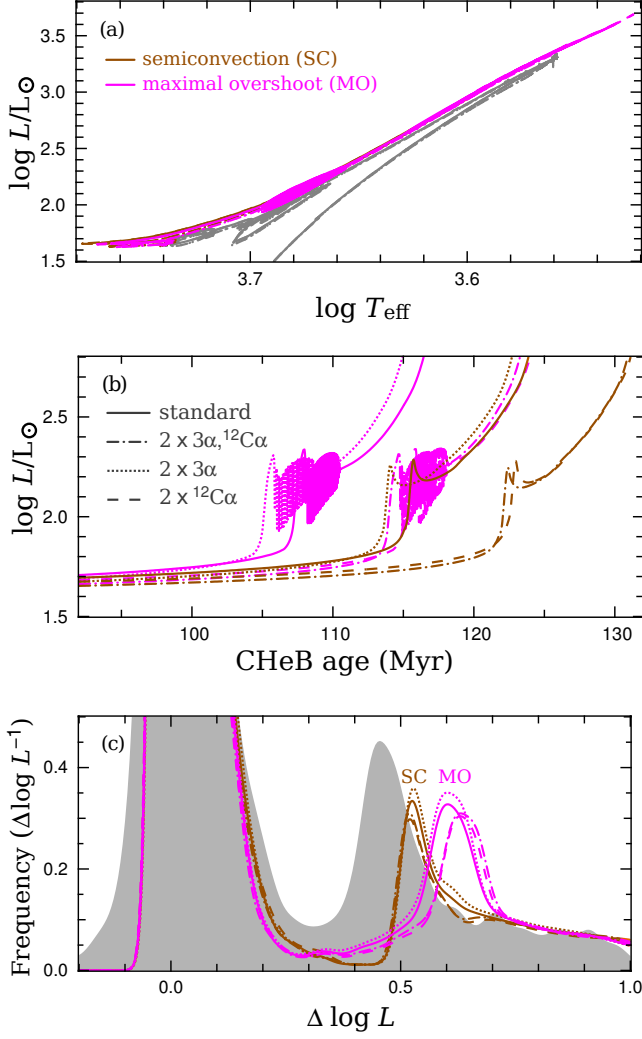 (a)
semiconvection (SC)
maximal overshoot (MO)
log L/L☉
3.5
3.0
2.5
2.0
1.5
3.7
3.6
log T_eff
(b)
standard
2 x 3α,¹²Cα
2 x 3α
2 x ¹²Cα
log L/L☉
2.5
2.0
1.5
100
110
120
130
CHeB age (Myr)
(c)
SC MO
Frequency (Δlog L⁻¹)
0.4
0.2
0.0
0.0
0.5
1.0
Δ log L